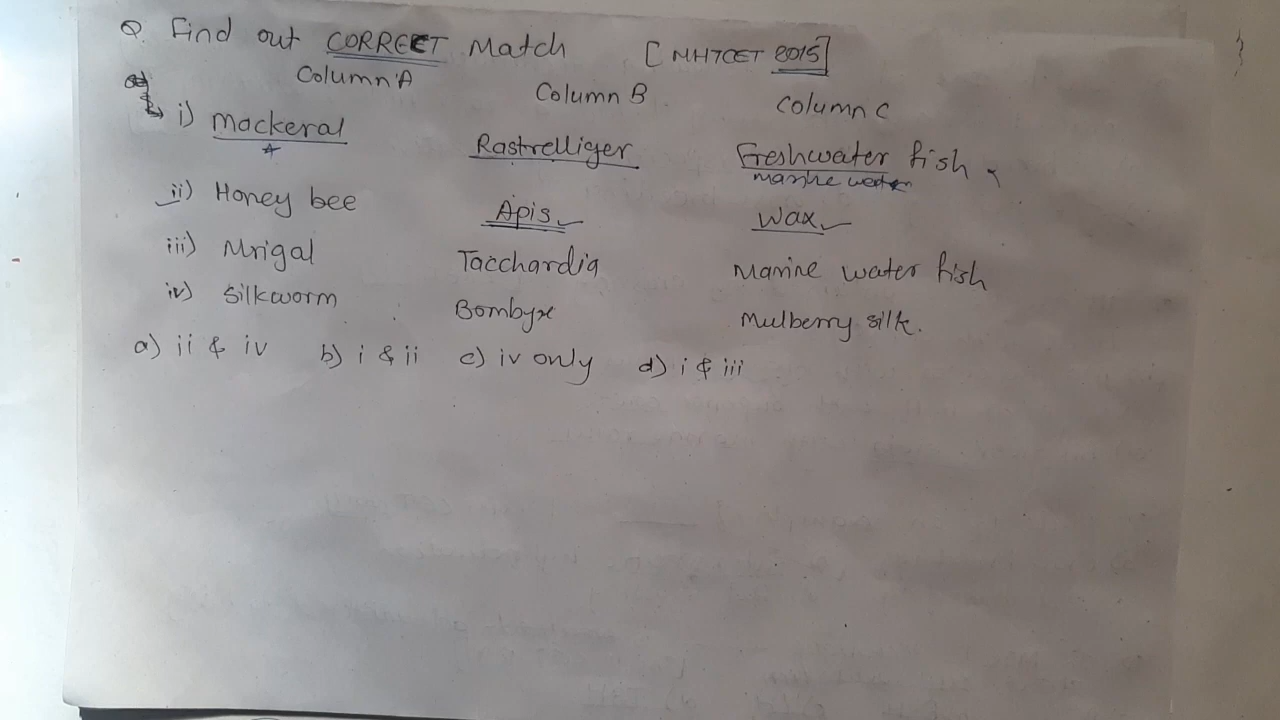 Q. Find out CORRECT Match [MHTCET 2015]
Column A Column B Column C
i) Mackeral Rastrelliger Freshwater fish
marine water
ii) Honey bee Apis Wax
iii) Mrigal Tacchardia Marine water fish
iv) Silkworm Bombyx Mulberry silk.
a) ii & iv b) i & ii c) iv only d) i & iii